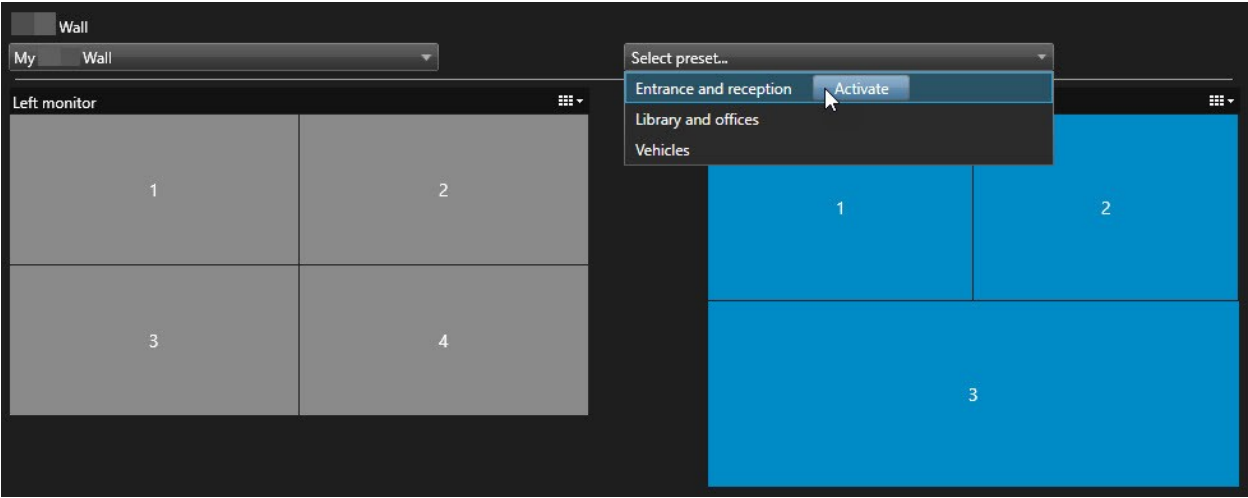 Wall
My Wall
Select preset...
Entrance and reception Activate
Library and offices
Vehicles
Left monitor
1 2
3 4
1 2
3